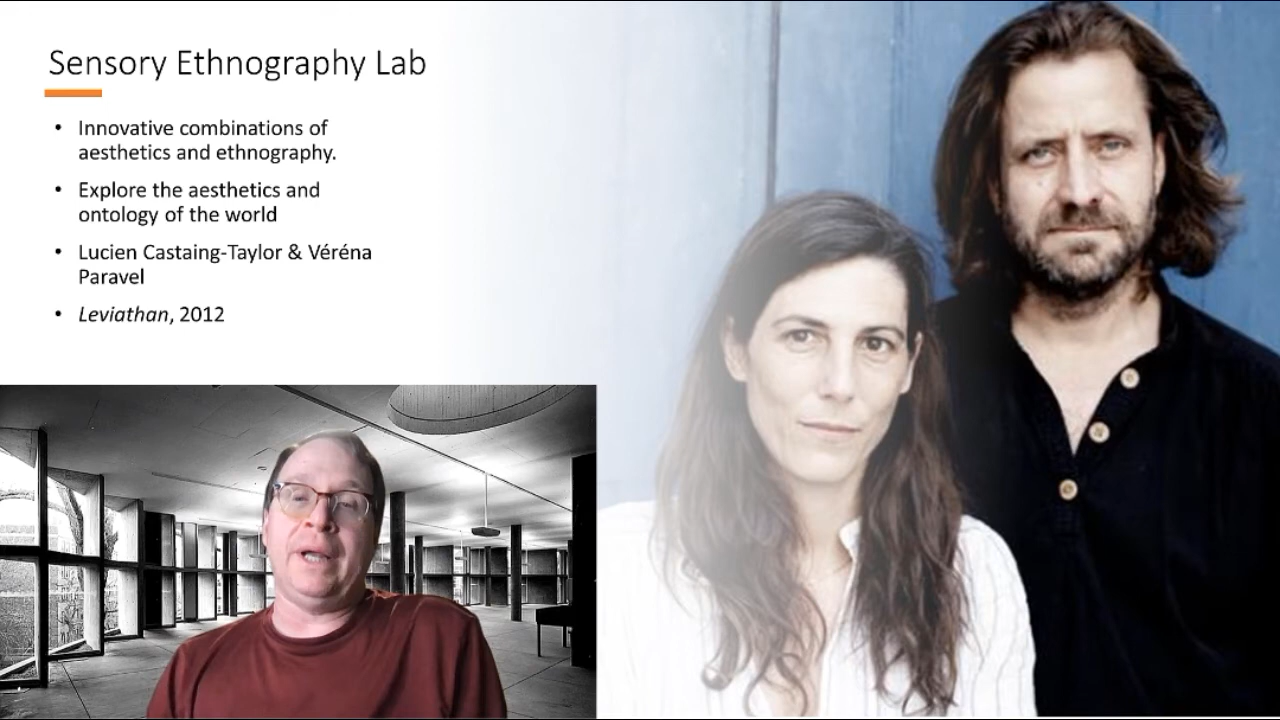 Sensory Ethnography Lab
• Innovative combinations of
aesthetics and ethnography.
• Explore the aesthetics and
ontology of the world
• Lucien Castaing-Taylor & Véréna
Paravel
• Leviathan, 2012